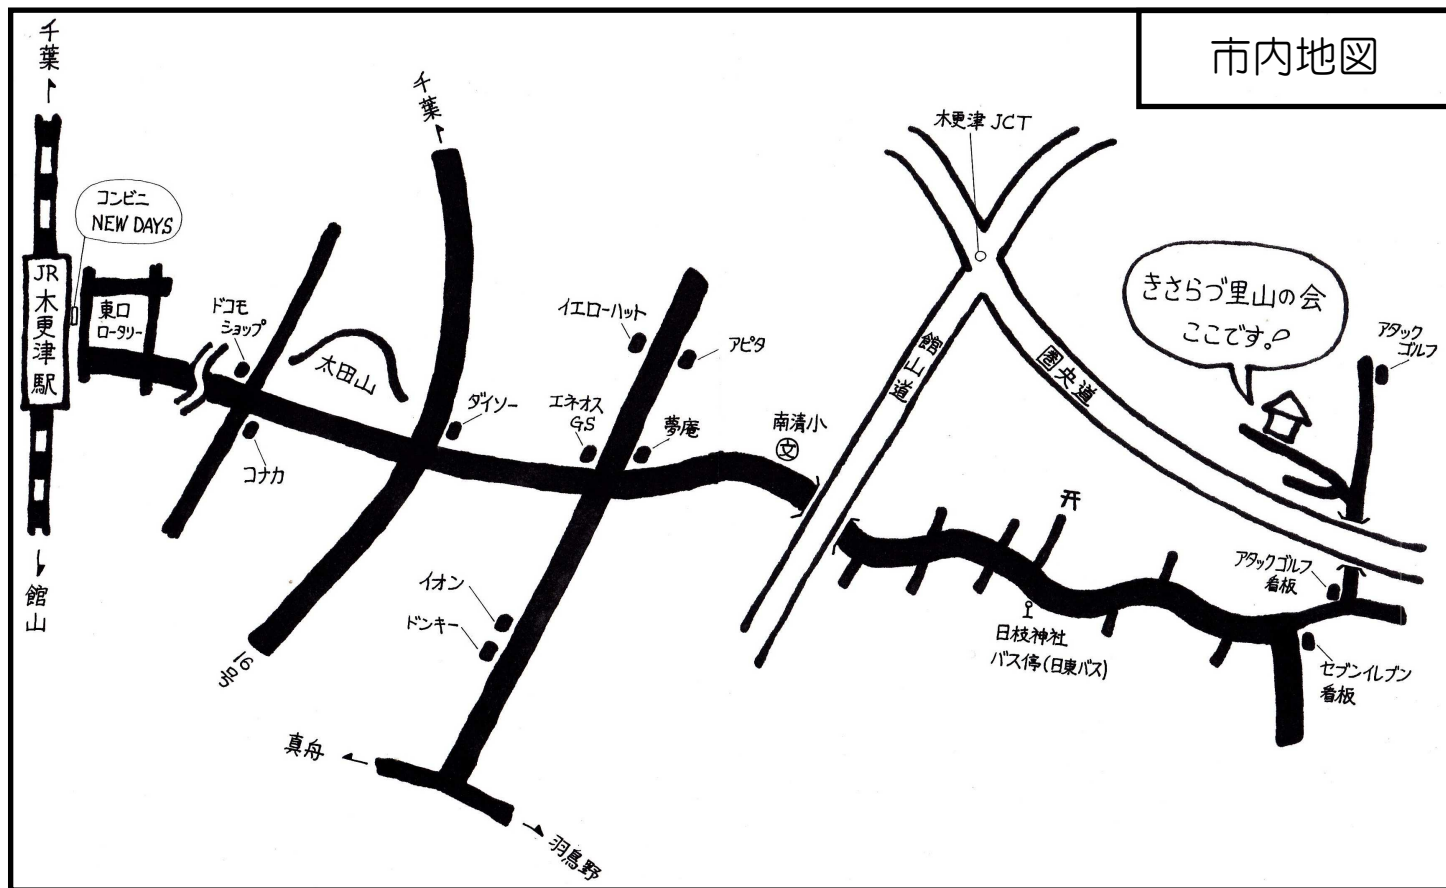 市内地図
千葉
千葉
木更津 JCT
コンビニ
NEW DAYS
JR木更津駅
東口
ロータリー
ドコモ
ショップ
太田山
コナカ
ダイソー
イエローハット
アピタ
エネオス
GS
夢庵
南清小
文
館山道
圏央道
きさらづ里山の会
ここです。
アタック
ゴルフ
アタックゴルフ
看板
日枝神社
バス停(日東バス)
セブンイレブン
看板
イオン
ドンキー
館山
16号
真舟
羽鳥野